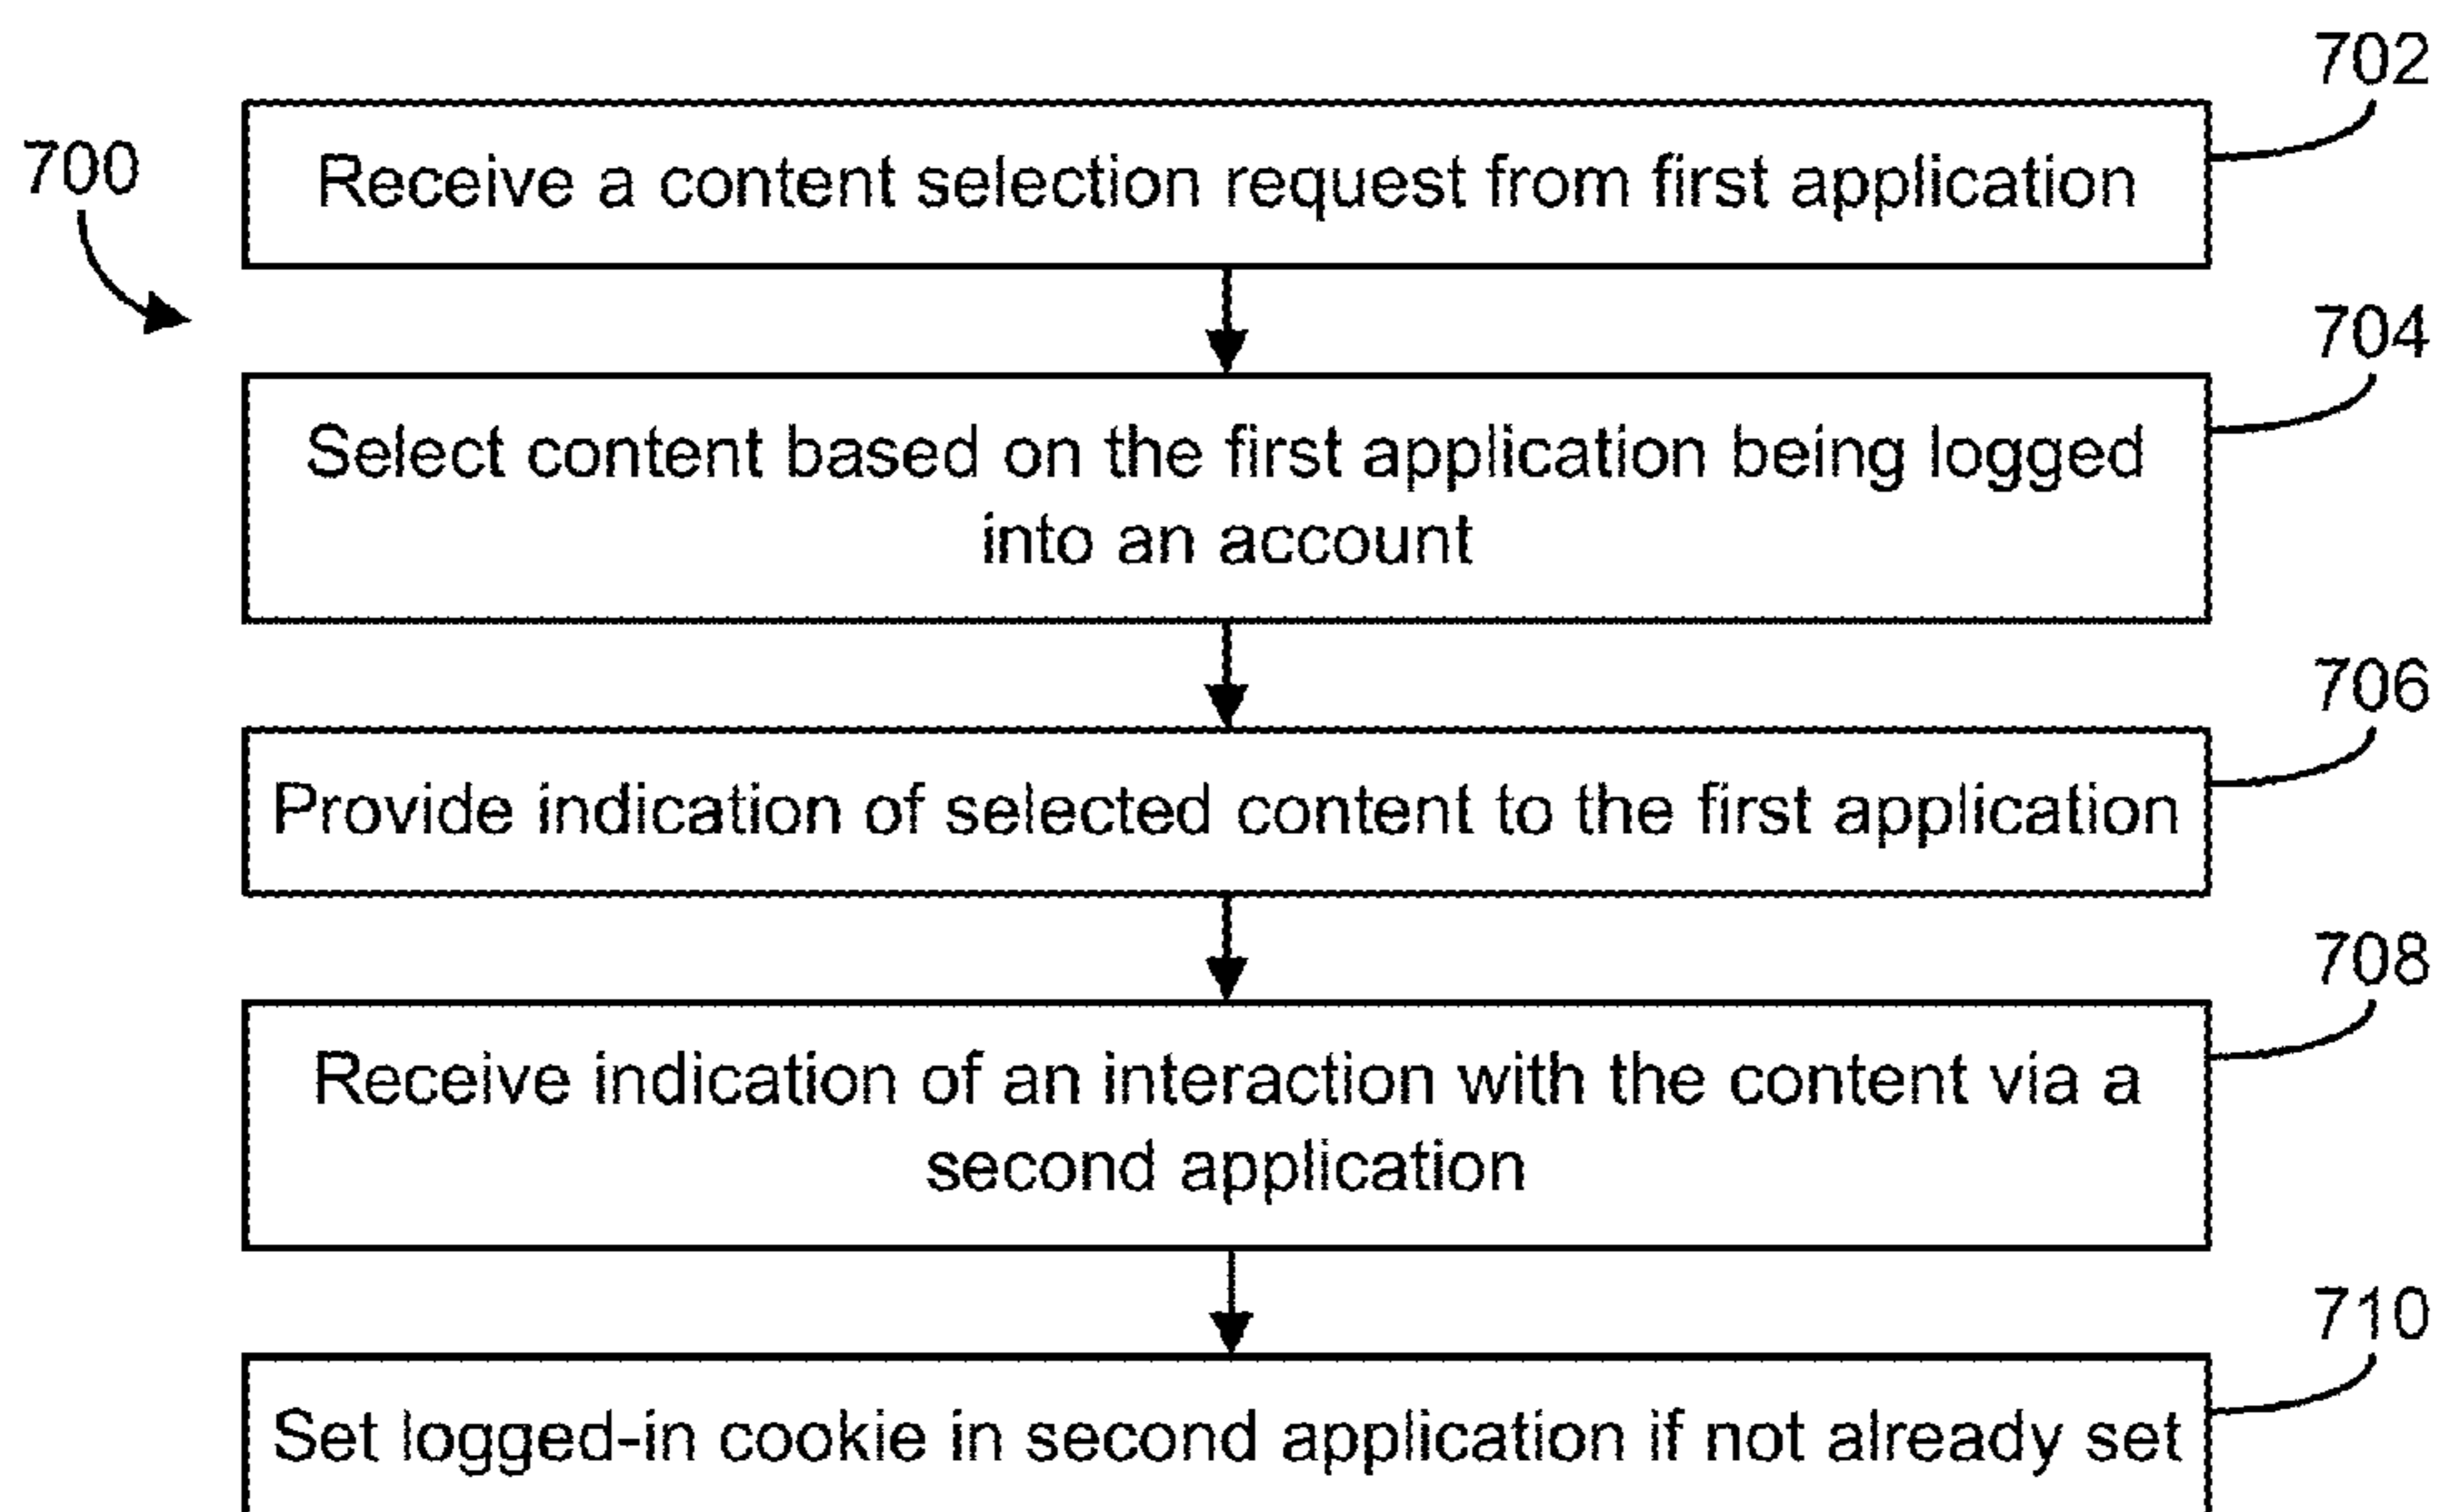 702
700
Receive a content selection request from first application
704
Select content based on the first application being logged
into an account
706
Provide indication of selected content to the first application
708
Receive indication of an interaction with the content via a
second application
710
Set logged-in cookie in second application if not already set